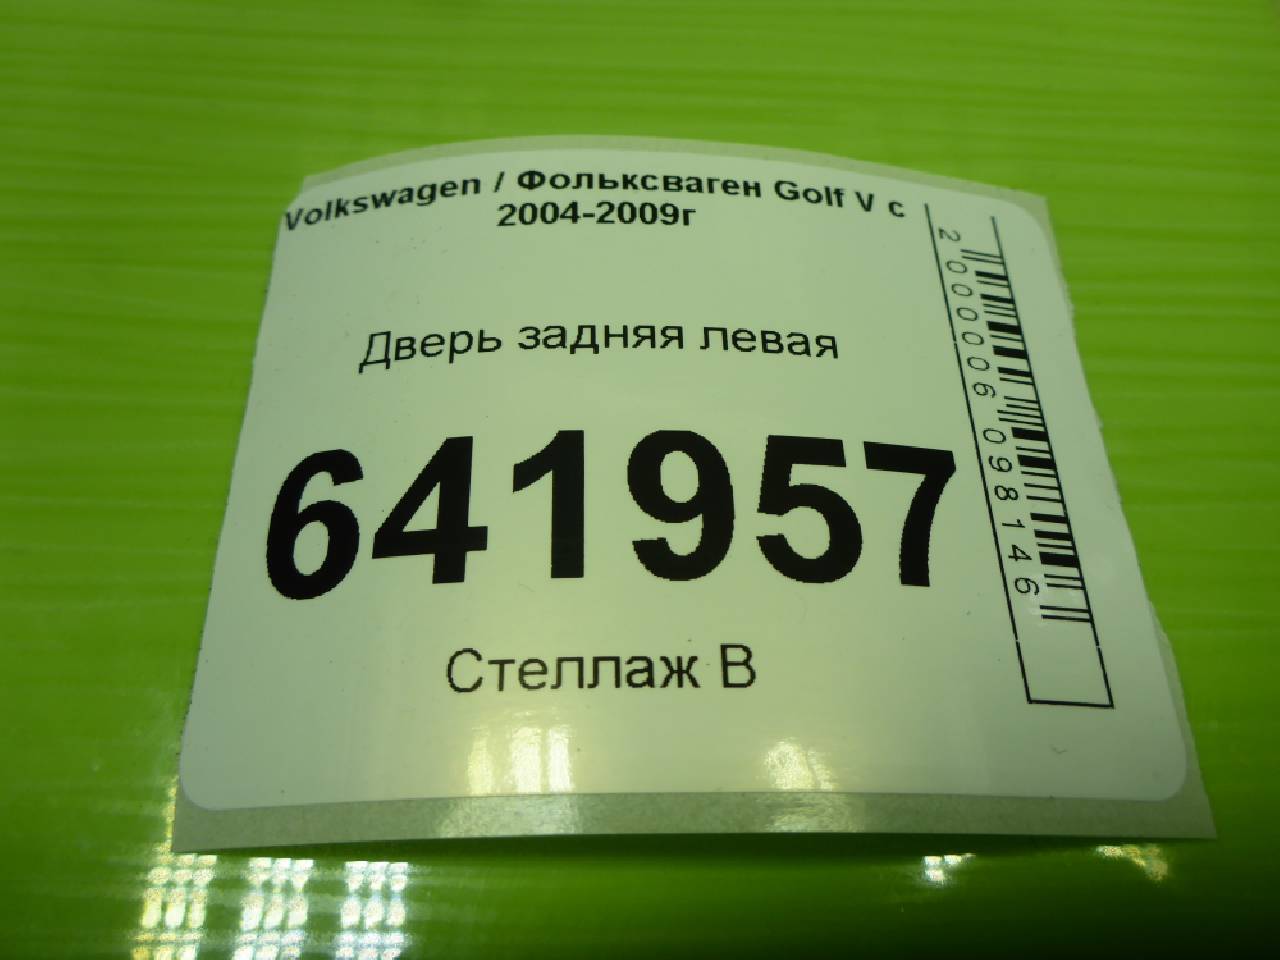 Volkswagen / Фольксваген Golf V с
2004-2009г
Дверь задняя левая
641957
Стеллаж В
2000006098146